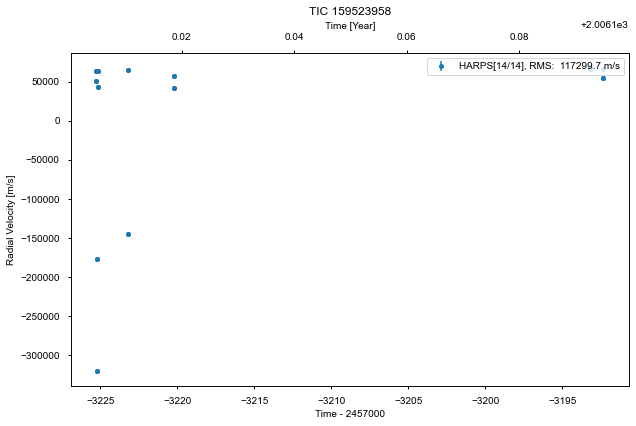 TIC 159523958
Time [Year]
+2.0061e3
0.02 0.04 0.06 0.08
HARPS[14/14], RMS: 117299.7 m/s
50000
0
−50000
−100000
−150000
−200000
−250000
−300000
Radial Velocity [m/s]
−3225 −3220 −3215 −3210 −3205 −3200 −3195
Time - 2457000